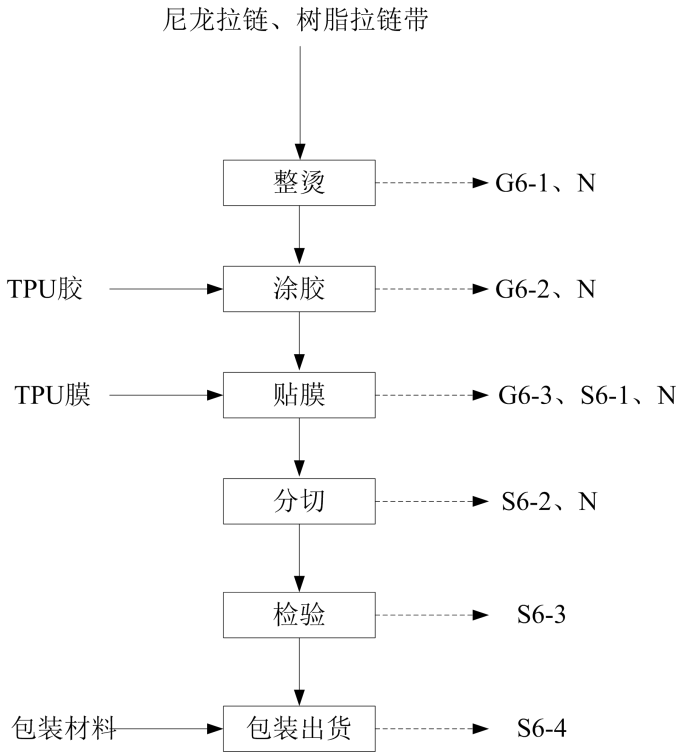 尼龙拉链、树脂拉链带
整烫
G6-1、N
TPU胶
涂胶
G6-2、N
TPU膜
贴膜
G6-3、S6-1、N
分切
S6-2、N
检验
S6-3
包装材料
包装出货
S6-4